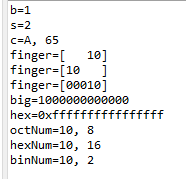 b=1
s=2
c=A, 65
finger=[   10]
finger=[10   ]
finger=[00010]
big=1000000000000
hex=0xffffffffffffffff
octNum=10, 8
hexNum=10, 16
binNum=10, 2